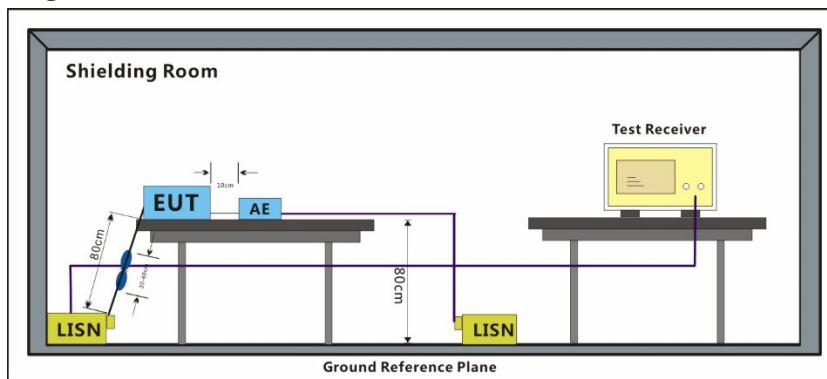 Shielding Room
Test Receiver
10cm
EUT
AE
80cm
80cm
LISN
LISN
Ground Reference Plane